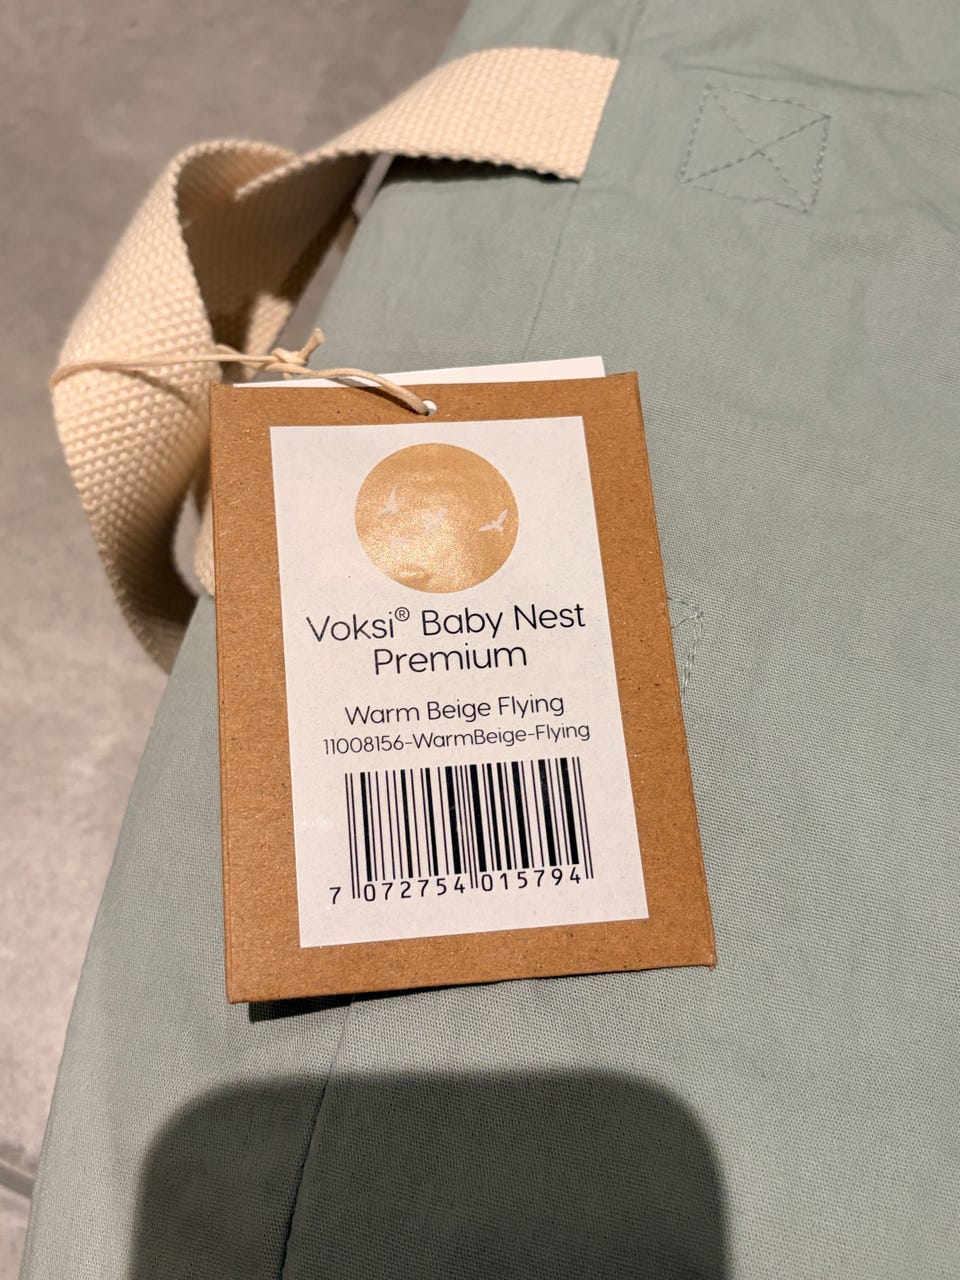 Voksi® Baby Nest
Premium
Warm Beige Flying
11008156-WarmBeige-Flying
7 072754 015794